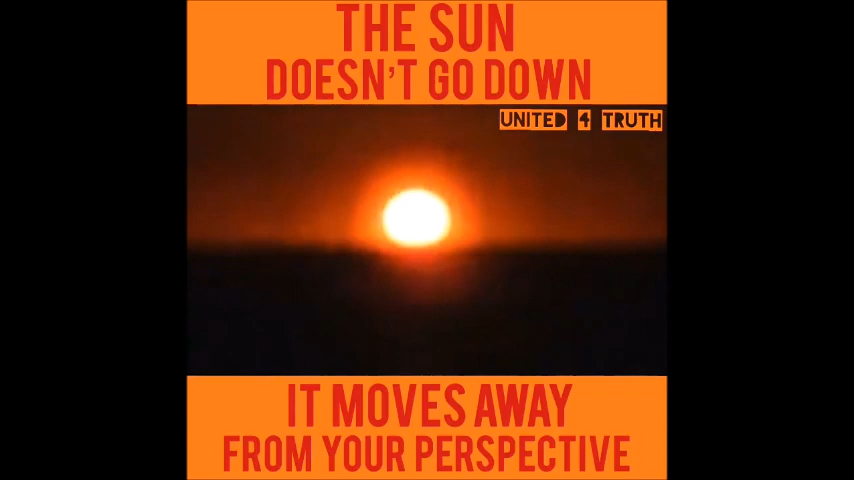 THE SUN
DOESN'T GO DOWN
UNITED 4 TRUTH
IT MOVES AWAY
FROM YOUR PERSPECTIVE